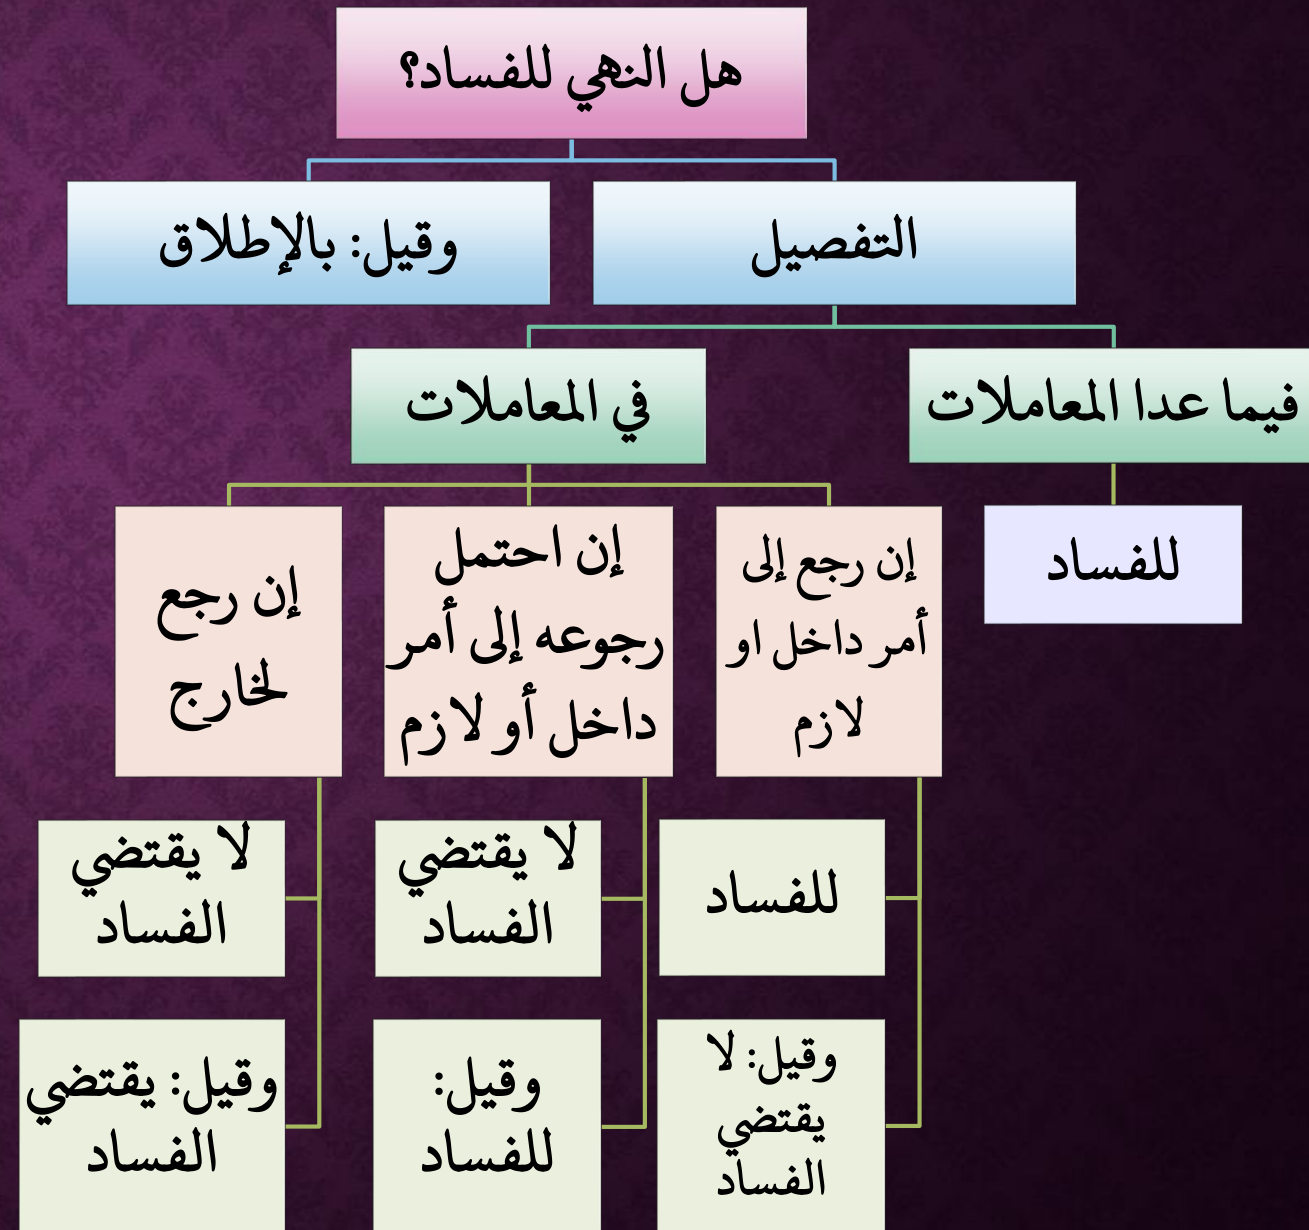 هل النهي للفساد؟
التفصيل
وقيل: بالإطلاق
فيما عدا المعاملات
في المعاملات
للفساد
إن رجع إلى
أمر داخل او
لازم
إن احتمل
رجوعه إلى أمر
داخل أو لازم
إن رجع
لخارج
للفساد
لا يقتضي
الفساد
لا يقتضي
الفساد
وقيل: لا
يقتضي
الفساد
وقيل:
للفساد
وقيل: يقتضي
الفساد